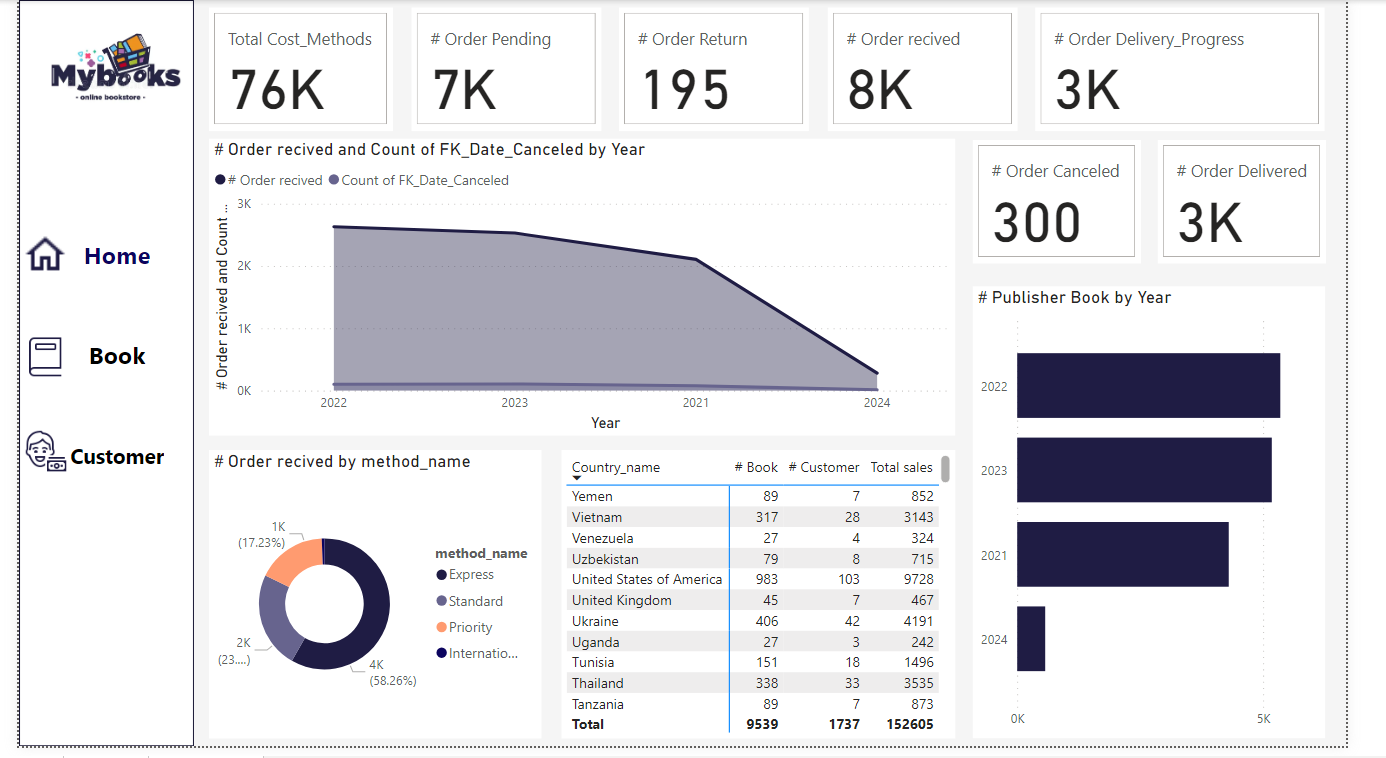 Mybooks
- online bookstore -
Home
Book
Customer
Total Cost_Methods
76K
# Order Pending
7K
# Order Return
195
# Order recived
8K
# Order Delivery_Progress
3K
# Order recived and Count of FK_Date_Canceled by Year
# Order recived Count of FK_Date_Canceled
# Order recived and Count ...
3K
2K
1K
0K
2022 2023 2021 2024
Year
# Order Canceled
300
# Order Delivered
3K
# Publisher Book by Year
2022
2023
2021
2024
0K 5K
# Order recived by method_name
1K
(17.23%)
2K
(23....)
4K
(58.26%)
method_name
Express
Standard
Priority
Internatio...
Country_name # Book # Customer Total sales
Yemen 89 7 852
Vietnam 317 28 3143
Venezuela 27 4 324
Uzbekistan 79 8 715
United States of America 983 103 9728
United Kingdom 45 7 467
Ukraine 406 42 4191
Uganda 27 3 242
Tunisia 151 18 1496
Thailand 338 33 3535
Tanzania 89 7 873
Total 9539 1737 152605